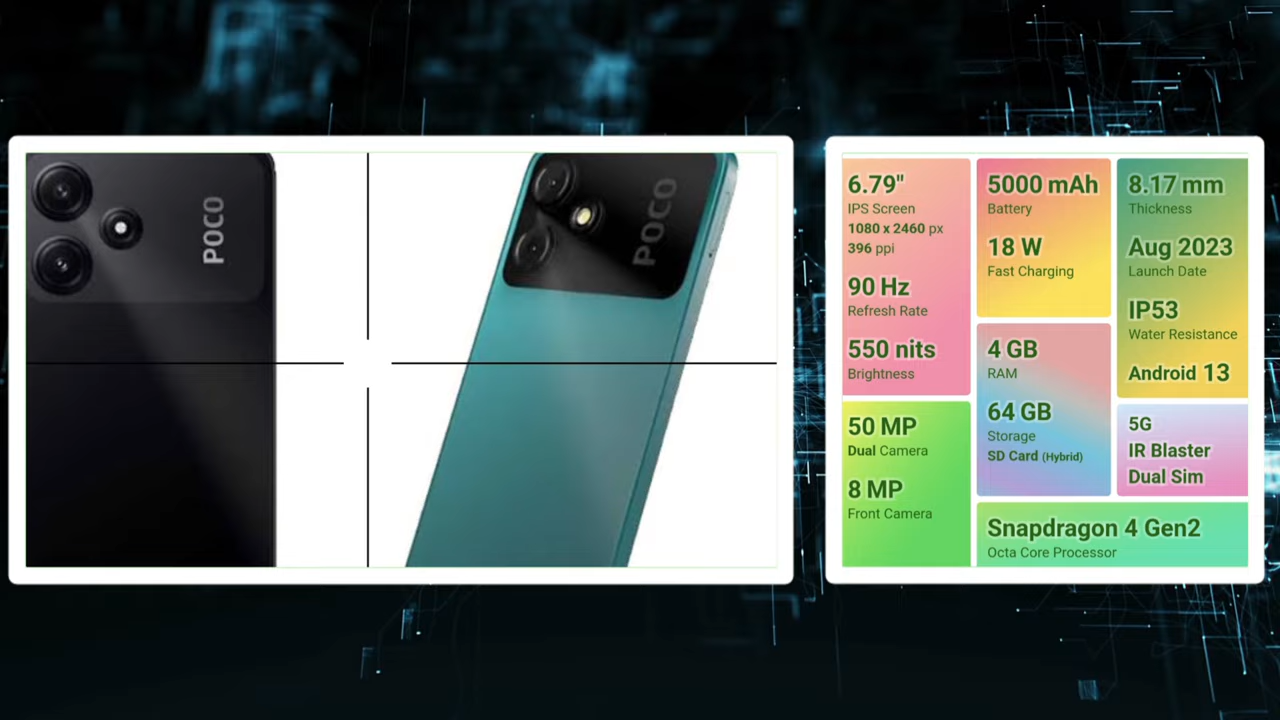 POCO
POCO
6.79"
IPS Screen
1080 x 2460 px
396 ppi
90 Hz
Refresh Rate
550 nits
Brightness
50 MP
Dual Camera
8 MP
Front Camera
5000 mAh
Battery
18 W
Fast Charging
4 GB
RAM
64 GB
Storage
SD Card (Hybrid)
8.17 mm
Thickness
Aug 2023
Launch Date
IP53
Water Resistance
Android 13
5G
IR Blaster
Dual Sim
Snapdragon 4 Gen2
Octa Core Processor